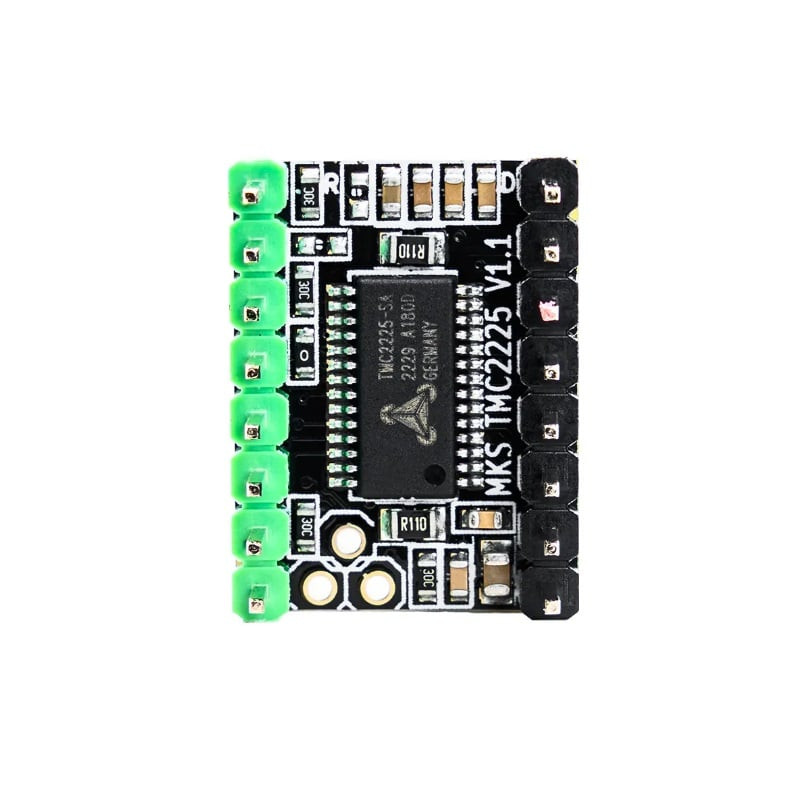 R
D
30C
R110
30C
O
TMC2225-SA
2229 A180D
GERMANY
MKS TMC2225 V1.1
30C
R110
30C